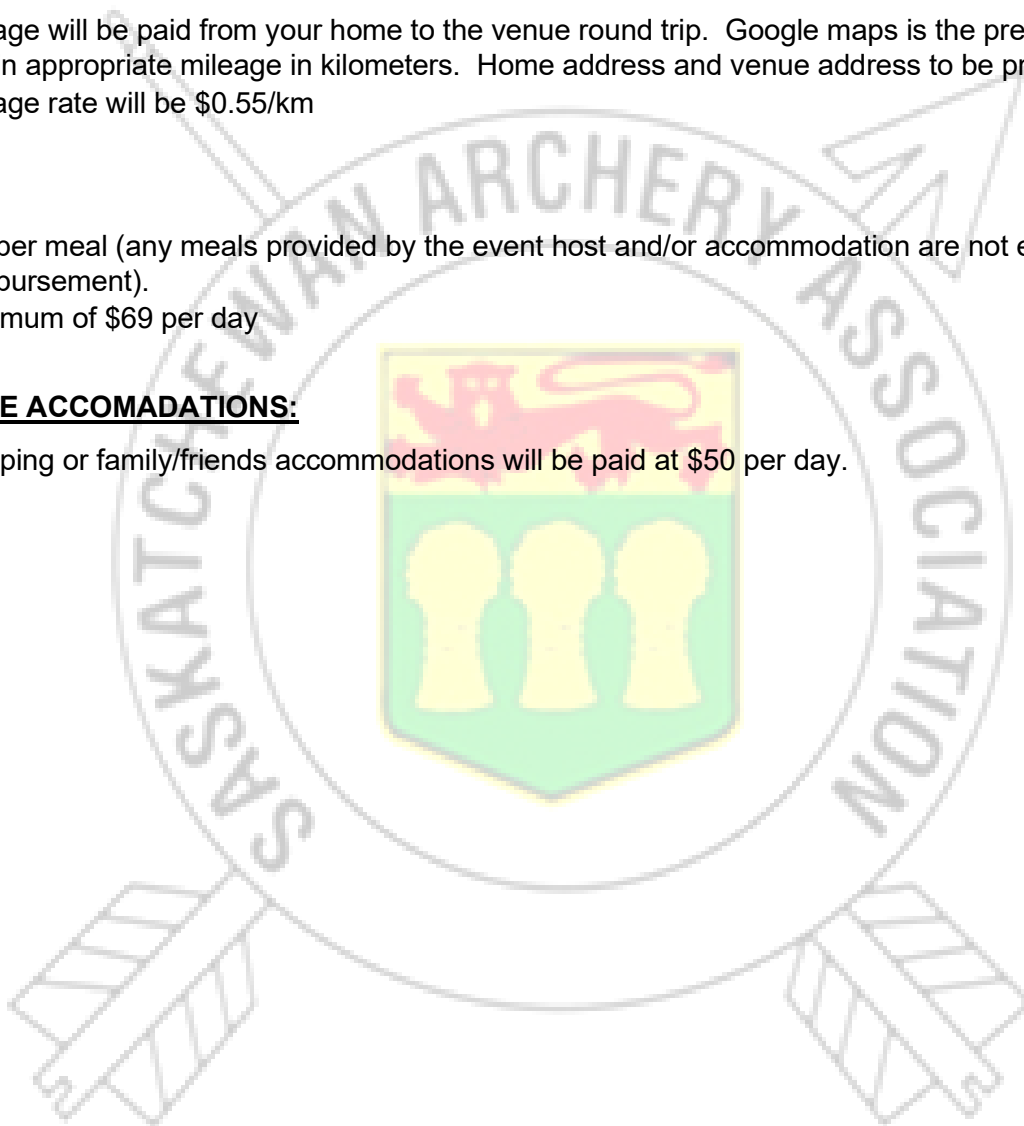 age will be paid from your home to the venue round trip. Google maps is the pre
n appropriate mileage in kilometers. Home address and venue address to be pr
age rate will be $0.55/km
per meal (any meals provided by the event host and/or accommodation are not e
bursement).
mum of $69 per day
E ACCOMADATIONS:
ping or family/friends accommodations will be paid at $50 per day.
SASKATCHEWAN ARCHERY ASSOCIATION